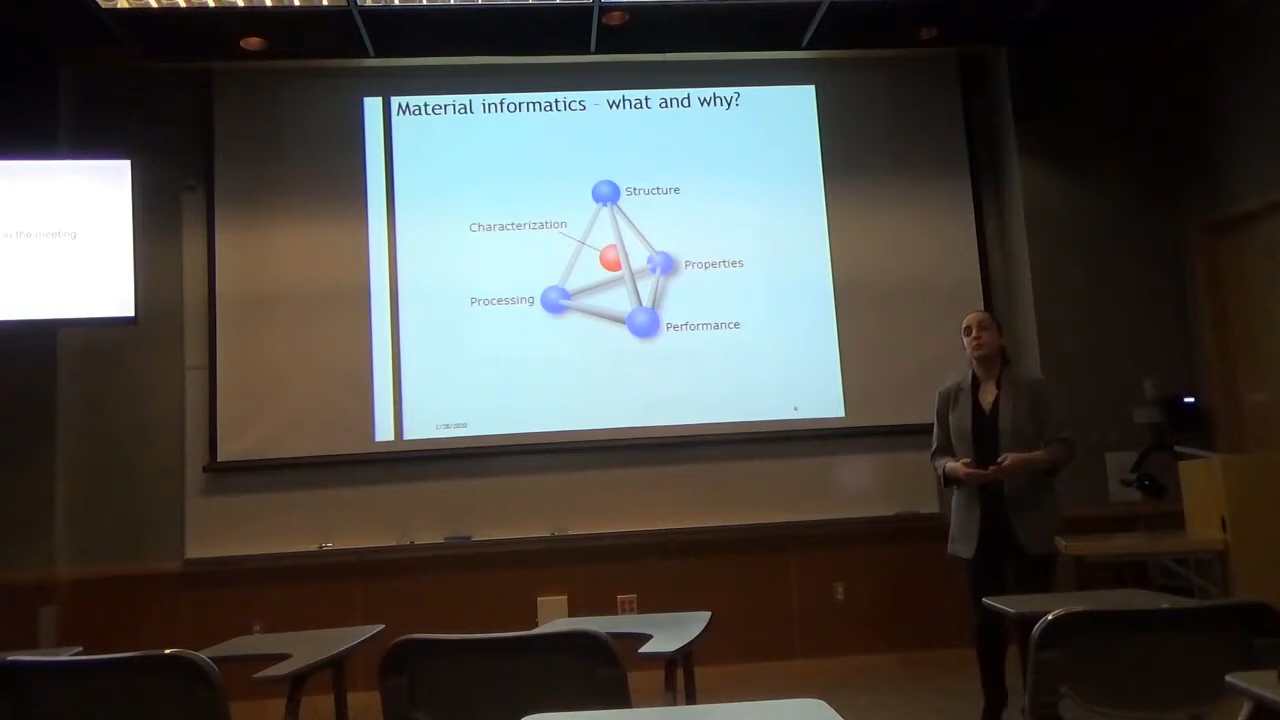 Material informatics - what and why?
Structure
Characterization
Properties
Processing
Performance
in the meeting